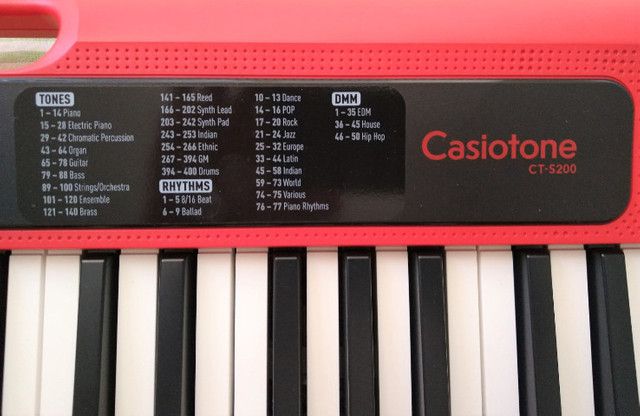 TONES
1 – 14 Piano
15 – 28 Electric Piano
29 – 42 Chromatic Percussion
43 – 64 Organ
65 – 78 Guitar
79 – 88 Bass
89 – 100 Strings/Orchestra
101 – 120 Ensemble
121 – 140 Brass
141 – 165 Reed
166 – 202 Synth Lead
203 – 242 Synth Pad
243 – 253 Indian
254 – 266 Ethnic
267 – 394 GM
394 – 400 Drums
RHYTHMS
1 – 5 8/16 Beat
6 – 9 Ballad
10 – 13 Dance
14 – 16 POP
17 – 20 Rock
21 – 24 Jazz
25 – 32 Europe
33 – 44 Latin
45 – 58 Indian
59 – 73 World
74 – 75 Various
76 – 77 Piano Rhythms
DMM
1 – 35 EDM
36 – 45 House
46 – 50 Hip Hop
Casiotone
CT-S200